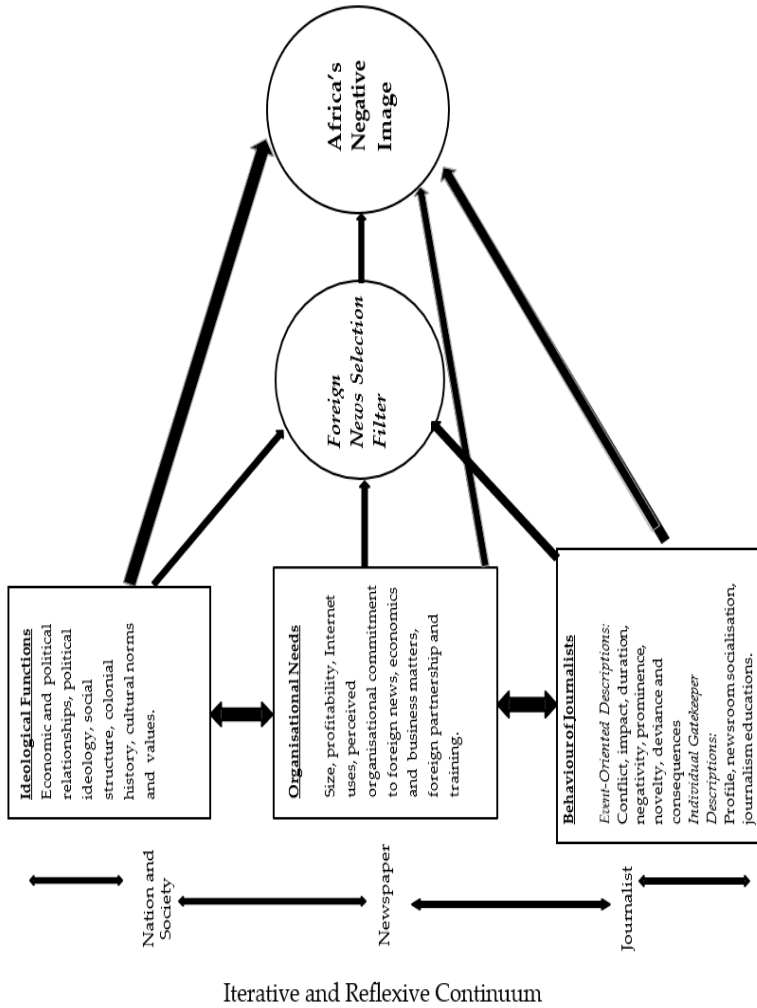 Ideological Functions
Economic and political
relationships, political
ideology, social
structure, colonial
history, cultural norms
and values.
Organisational Needs
Size, profitability, Internet
uses, perceived
organisational commitment
to foreign news, economics
and business matters,
foreign partnership and
training.
Behaviour of Journalists
Event-Oriented Descriptions:
Conflict, impact, duration,
negativity, prominence,
novelty, deviance and
consequences
Individual Gatekeeper
Descriptions:
Profile, newsroom socialisation,
journalism educations.
Foreign
News Selection
Filter
Africa's
Negative
Image
Nation and
Society
Newspaper
Journalist
Iterative and Reflexive Continuum